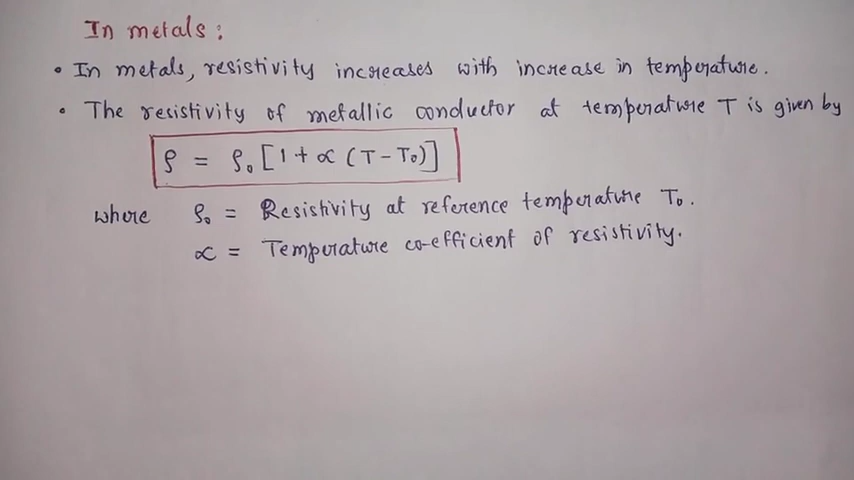 In metals:
• In metals, resistivity increases with increase in temperature.
• The resistivity of metallic conductor at temperature T is given by
ρ = ρ₀ [1 + α (T - T₀)]
where ρ₀ = Resistivity at reference temperature T₀.
α = Temperature co-efficient of resistivity.